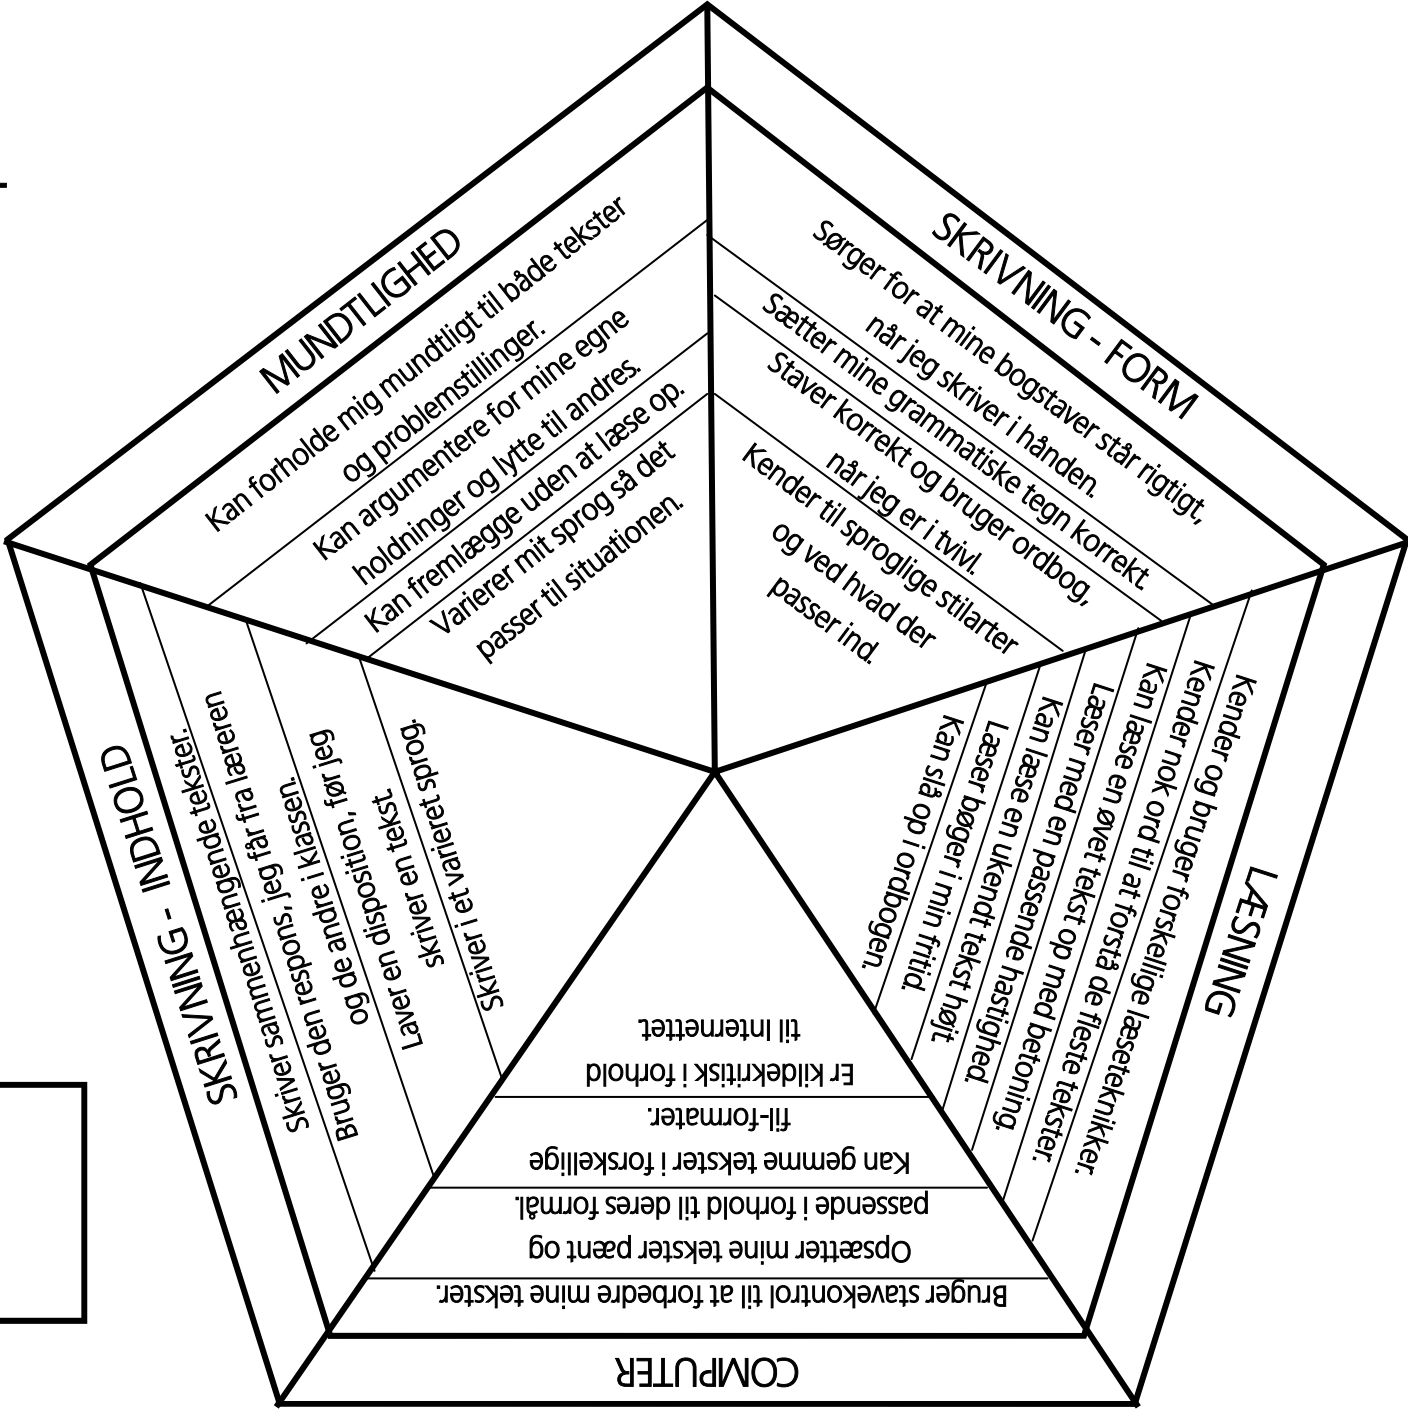 MUNDTLIGHED
Kan forholde mig mundtligt til både tekster
og problemstillinger.
Kan argumentere for mine egne
holdninger og lytte til andres.
Kan fremlægge uden at læse op.
Varierer mit sprog så det
passer til situationen.
SKRIVNING - FORM
Sørger for at mine bogstaver står rigtigt,
når jeg skriver i hånden.
Sætter mine grammatiske tegn korrekt.
Staver korrekt og bruger ordbog,
når jeg er i tvivl.
Kender til sproglige stilarter
og ved hvad der
passer ind.
LÆSNING
Kender og bruger forskellige læseteknikker.
Kender nok ord til at forstå de fleste tekster.
Kan læse en øvet tekst op med betoning.
Læser med en passende hastighed.
Kan læse en ukendt tekst højt
Læser bøger i min fritid.
Kan slå op i ordbogen.
COMPUTER
Bruger stavekontrol til at forbedre mine tekster.
Opsætter mine tekster pænt og
passende i forhold til deres formål.
Kan gemme tekster i forskellige
fil-formater.
Er kildekritisk i forhold
til Internettet.
SKRIVNING - INDHOLD
Skriver sammenhængende tekster.
Bruger den respons, jeg får fra læreren
og de andre i klassen.
Laver en disposition, før jeg
skriver en tekst.
Skriver i et varieret sprog.